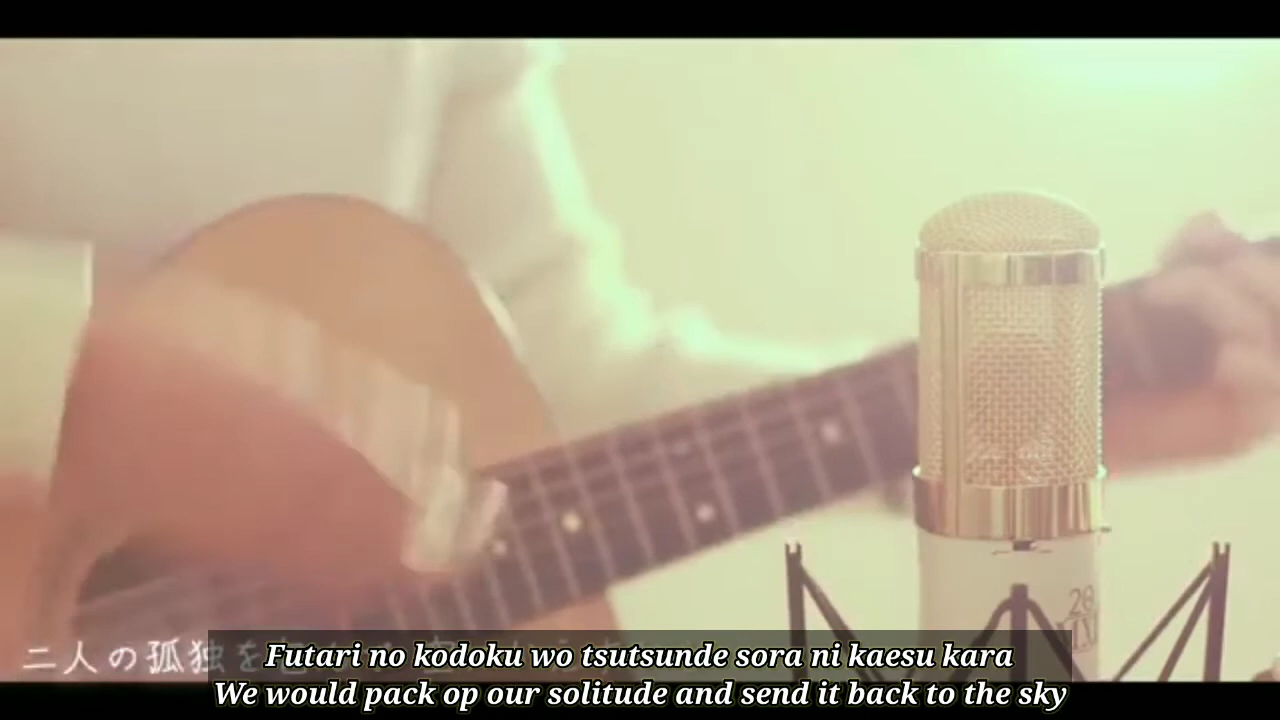 二人の孤独を
Futari no kodoku wo tsutsunde sora ni kaesu kara
We would pack op our solitude and send it back to the sky